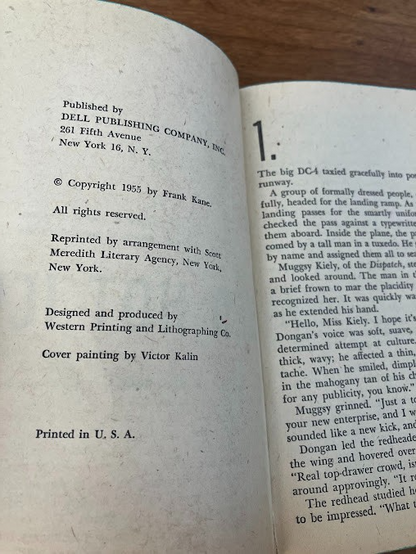 Published by
DELL PUBLISHING COMPANY, INC.
261 Fifth Avenue
New York 16, N. Y.
© Copyright 1955 by Frank Kane.
All rights reserved.
Reprinted by arrangement with Scott
Meredith Literary Agency, New York,
New York.
Designed and produced by
Western Printing and Lithographing Co.
Cover painting by Victor Kalin
Printed in U. S. A.
1.
The big DC-4 taxied gracefully into
runway.
A group of formally dressed people,
fully, headed for the landing ramp. As
landing passes for the smartly
checked the pass against a typewritte
them aboard. Inside the plane, the p
comed by a tall man in a tuxedo. He
by name and assigned them all to sea
Muggsy Kiely, of the Dispatch,
and looked around. The man in
a brief frown to mar the placidity
recognized her. It was quickly
as he extended his hand.
"Hello, Miss Kiely. I hope it's
Dongan's voice was soft, suave,
determined attempt at culture.
thick, wavy; he affected a thin
tache. When he smiled, dimpl
in the mahogany tan of his
for any publicity, you know."
Muggsy grinned. "Just a
your new enterprise, and I
sounded like a new kick, and
Dongan led the redheade
the wing and hovered over
"Real top-drawer crowd, is
around approvingly. "It
The redhead studied
to be impressed. "What